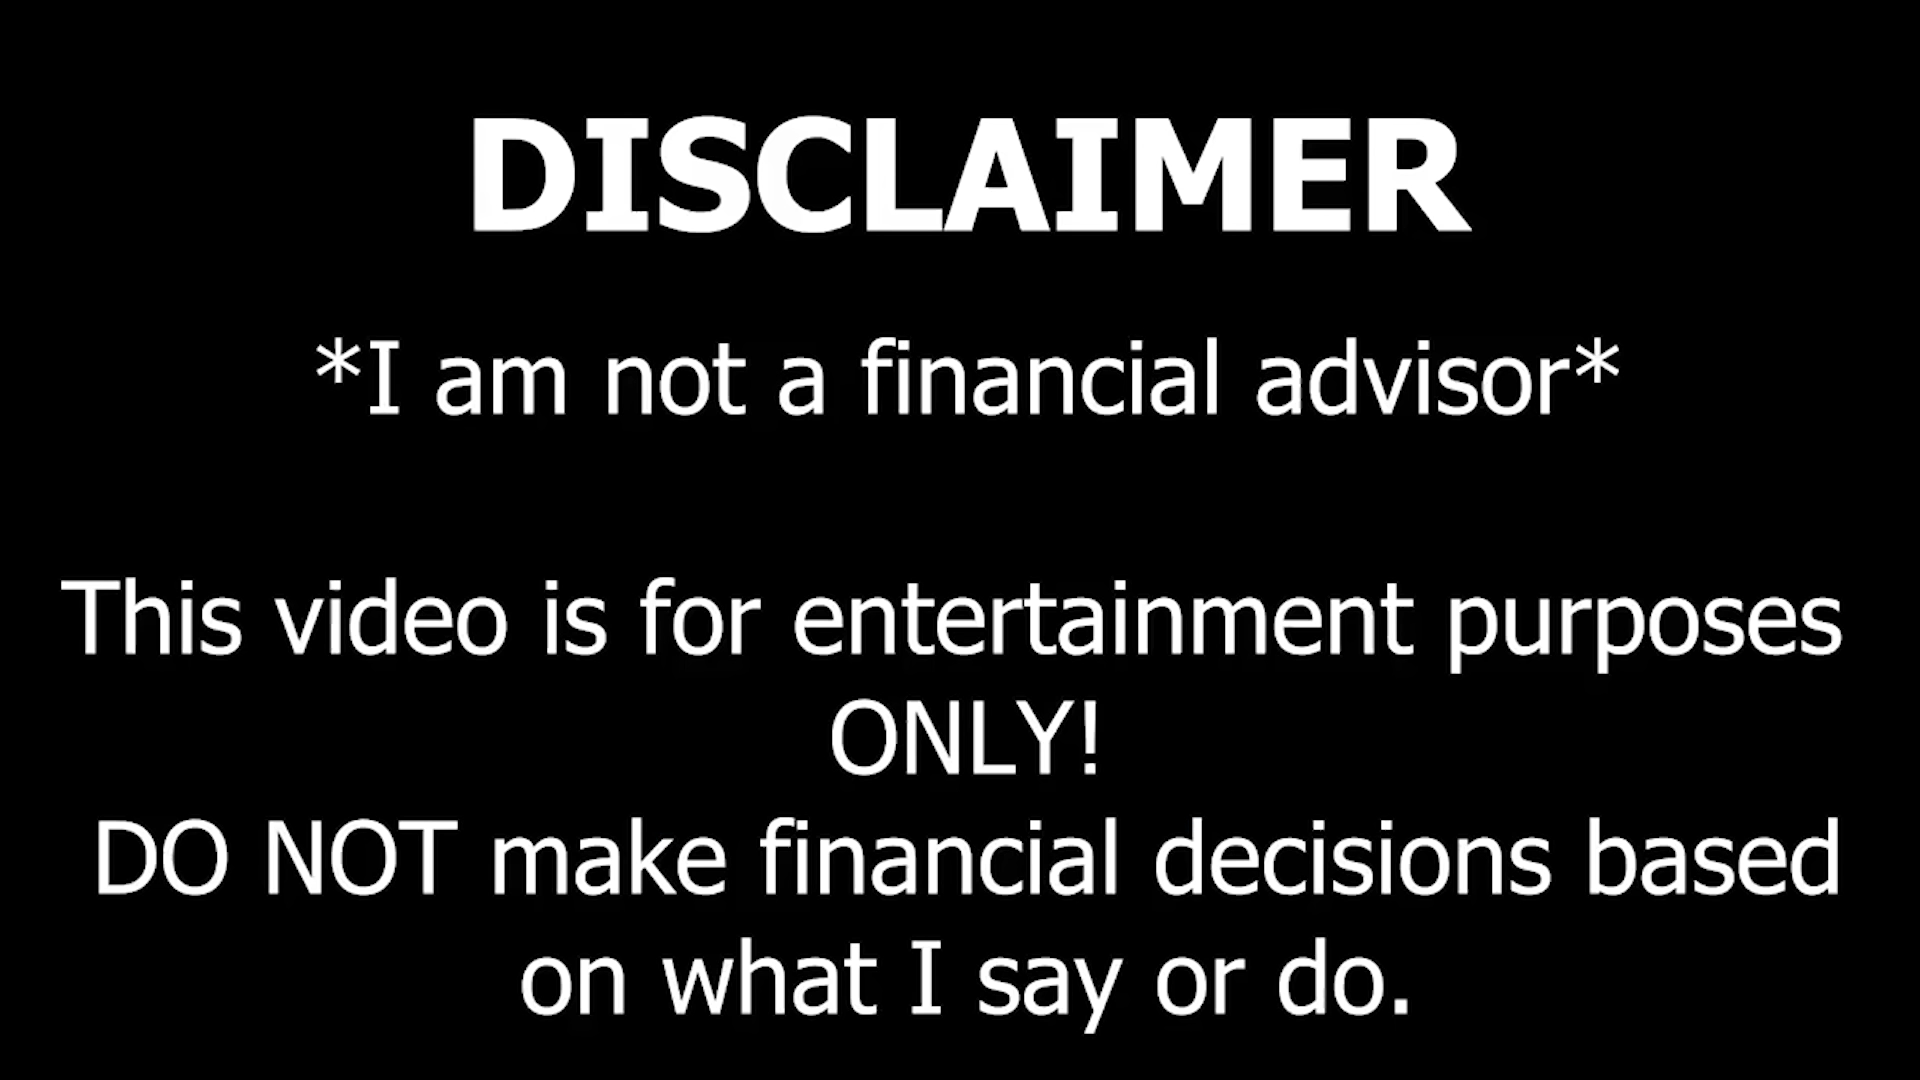 DISCLAIMER
*I am not a financial advisor*
This video is for entertainment purposes
ONLY!
DO NOT make financial decisions based
on what I say or do.